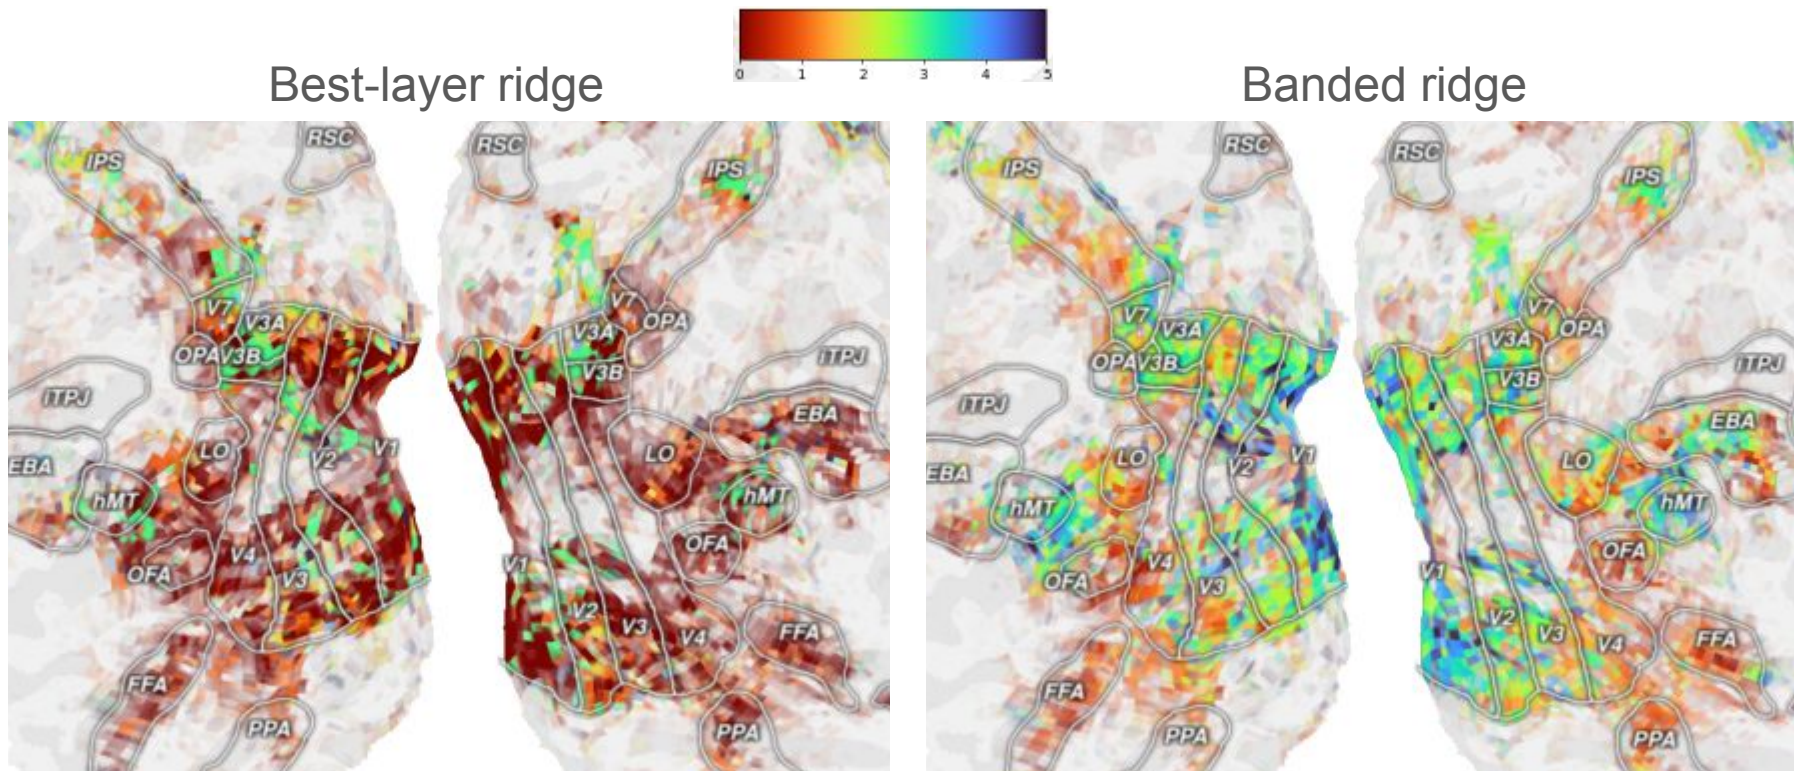 0 1 2 3 4 5
Best-layer ridge
Banded ridge
RSC
RSC
IPS
IPS
V7
V3A
OPA
V3B
V7
OPA
V3A
V3B
iTPJ
iTPJ
EBA
EBA
LO
V2
V1
LO
hMT
hMT
OFA
V4
V3
OFA
V1
V2
V3
V4
FFA
FFA
PPA
PPA
RSC
RSC
IPS
IPS
V7
V3A
OPA
V3B
V7
OPA
V3A
V3B
iTPJ
iTPJ
EBA
EBA
LO
V2
V1
LO
hMT
hMT
OFA
V4
V3
OFA
V1
V2
V3
V4
FFA
FFA
PPA
PPA